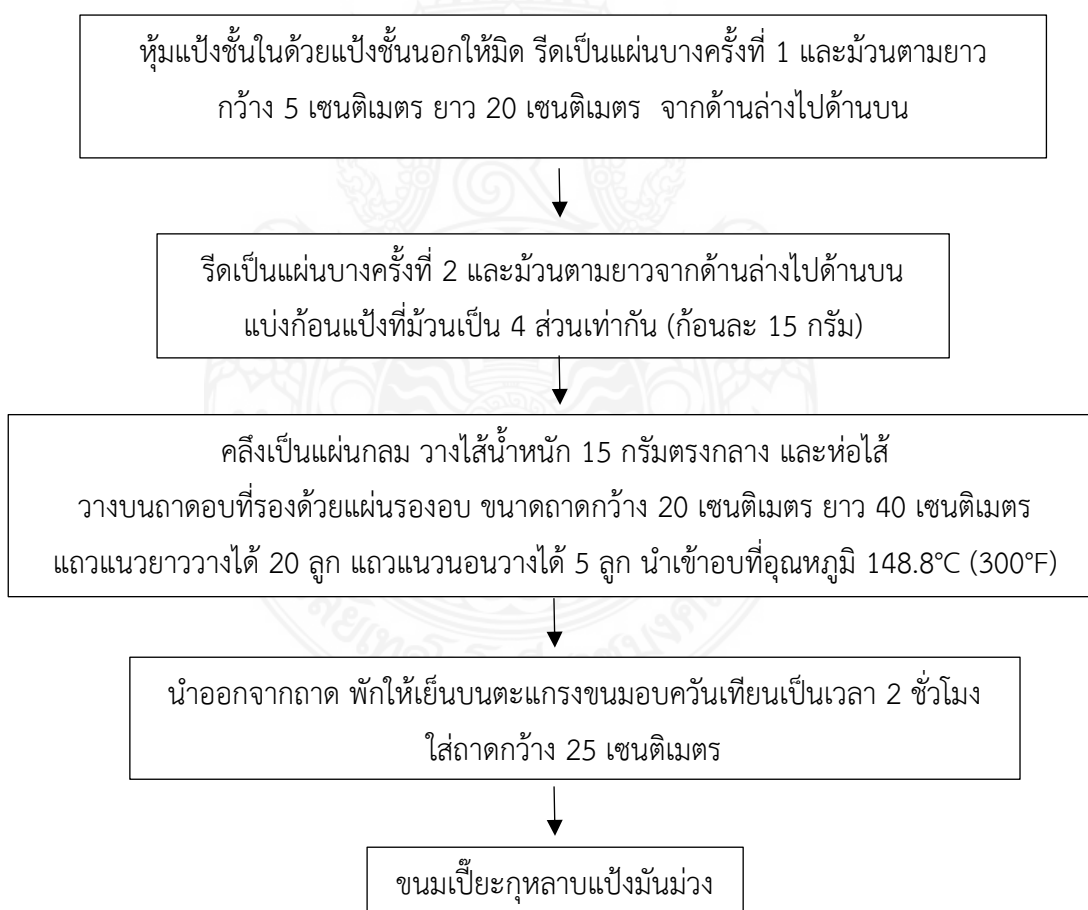 หุ้มแป้งชั้นในด้วยแป้งชั้นนอกให้มิด รีดเป็นแผ่นบางครั้งที่ 1 และม้วนตามยาว
กว้าง 5 เซนติเมตร ยาว 20 เซนติเมตร จากด้านล่างไปด้านบน
รีดเป็นแผ่นบางครั้งที่ 2 และม้วนตามยาวจากด้านล่างไปด้านบน
แบ่งก้อนแป้งที่ม้วนเป็น 4 ส่วนเท่ากัน (ก้อนละ 15 กรัม)
คลึงเป็นแผ่นกลม วางไส้น้ำหนัก 15 กรัมตรงกลาง และห่อไส้
วางบนถาดอบที่รองด้วยแผ่นรองอบ ขนาดถาดกว้าง 20 เซนติเมตร ยาว 40 เซนติเมตร
แถวแนวยาววางได้ 20 ลูก แถวแนวนอนวางได้ 5 ลูก นำเข้าอบที่อุณหภูมิ 148.8°C (300°F)
นำออกจากถาด พักให้เย็นบนตะแกรงขนมอบควันเทียนเป็นเวลา 2 ชั่วโมง
ใส่ถาดกว้าง 25 เซนติเมตร
ขนมเปี๊ยะกุหลาบแป้งมันม่วง